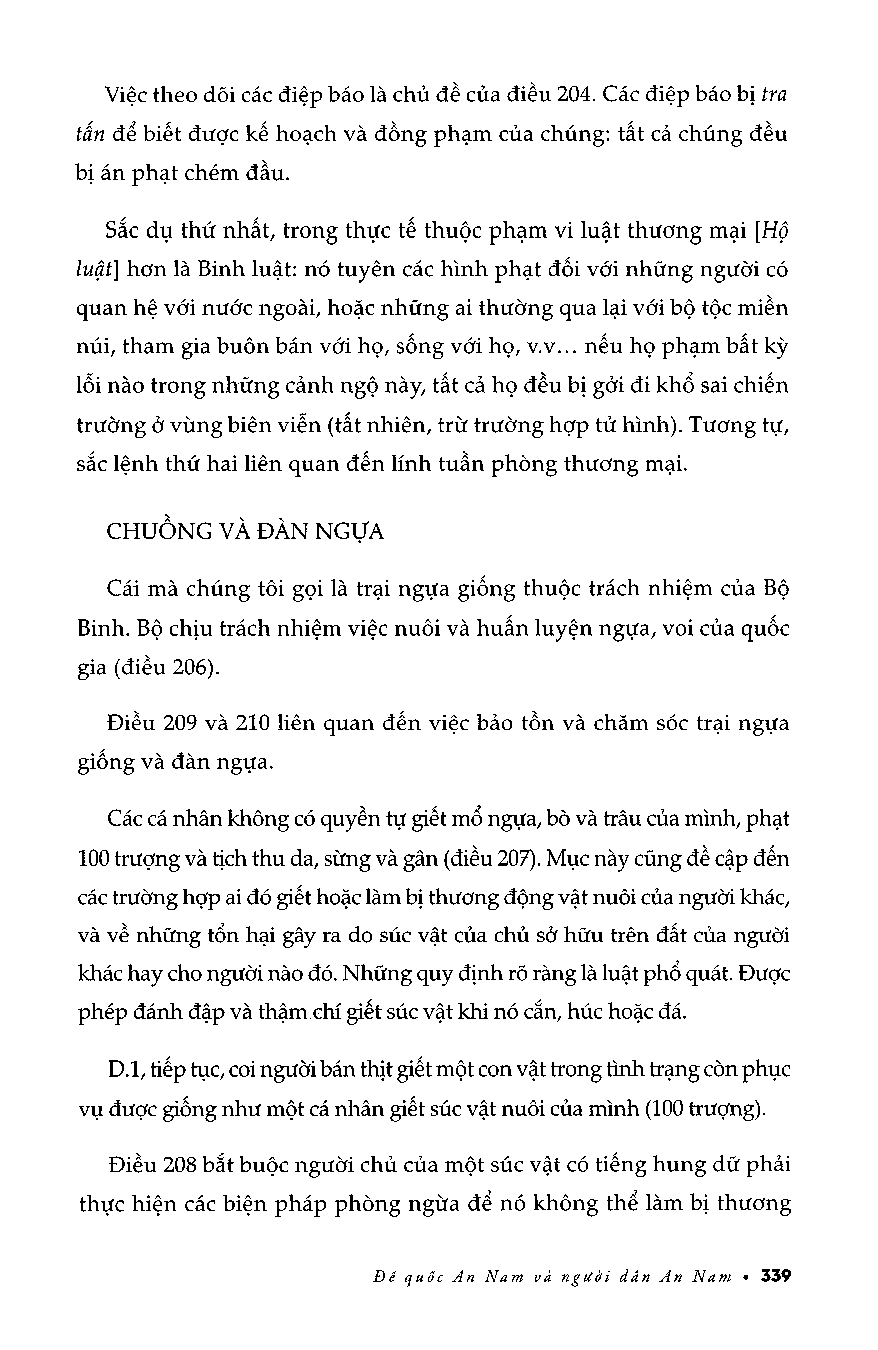 Việc theo dõi các điệp báo là chủ đề của điều 204. Các điệp báo bị tra
tấn để biết được kế hoạch và đồng phạm của chúng: tất cả chúng đều
bị án phạt chém đầu.
Sắc dụ thứ nhất, trong thực tế thuộc phạm vi luật thương mại [Hộ
luật] hơn là Binh luật: nó tuyên các hình phạt đối với những người có
quan hệ với nước ngoài, hoặc những ai thường qua lại với bộ tộc miền
núi, tham gia buôn bán với họ, sống với họ, v.v... nếu họ phạm bất kỳ
lỗi nào trong những cảnh ngộ này, tất cả họ đều bị gởi đi khổ sai chiến
trường ở vùng biên viễn (tất nhiên, trừ trường hợp tử hình). Tương tự,
sắc lệnh thứ hai liên quan đến lính tuần phòng thương mại.
CHUỒNG VÀ ĐÀN NGỰA
Cái mà chúng tôi gọi là trại ngựa giống thuộc trách nhiệm của Bộ
Binh. Bộ chịu trách nhiệm việc nuôi và huấn luyện ngựa, voi của quốc
gia (điều 206).
Điều 209 và 210 liên quan đến việc bảo tồn và chăm sóc trại ngựa
giống và đàn ngựa.
Các cá nhân không có quyền tự giết mổ ngựa, bò và trâu của mình, phạt
100 trượng và tịch thu da, sừng và gân (điều 207). Mục này cũng đề cập đến
các trường hợp ai đó giết hoặc làm bị thương động vật nuôi của người khác,
và về những tổn hại gây ra do súc vật của chủ sở hữu trên đất của người
khác hay cho người nào đó. Những quy định rõ ràng là luật phổ quát. Được
phép đánh đập và thậm chí giết súc vật khi nó cắn, húc hoặc đá.
D.1, tiếp tục, coi người bán thịt giết một con vật trong tình trạng còn phục
vụ được giống như một cá nhân giết súc vật nuôi của mình (100 trượng).
Điều 208 bắt buộc người chủ của một súc vật có tiếng hung dữ phải
thực hiện các biện pháp phòng ngừa để nó không thể làm bị thương
Đế quốc An Nam và người dân An Nam • 339